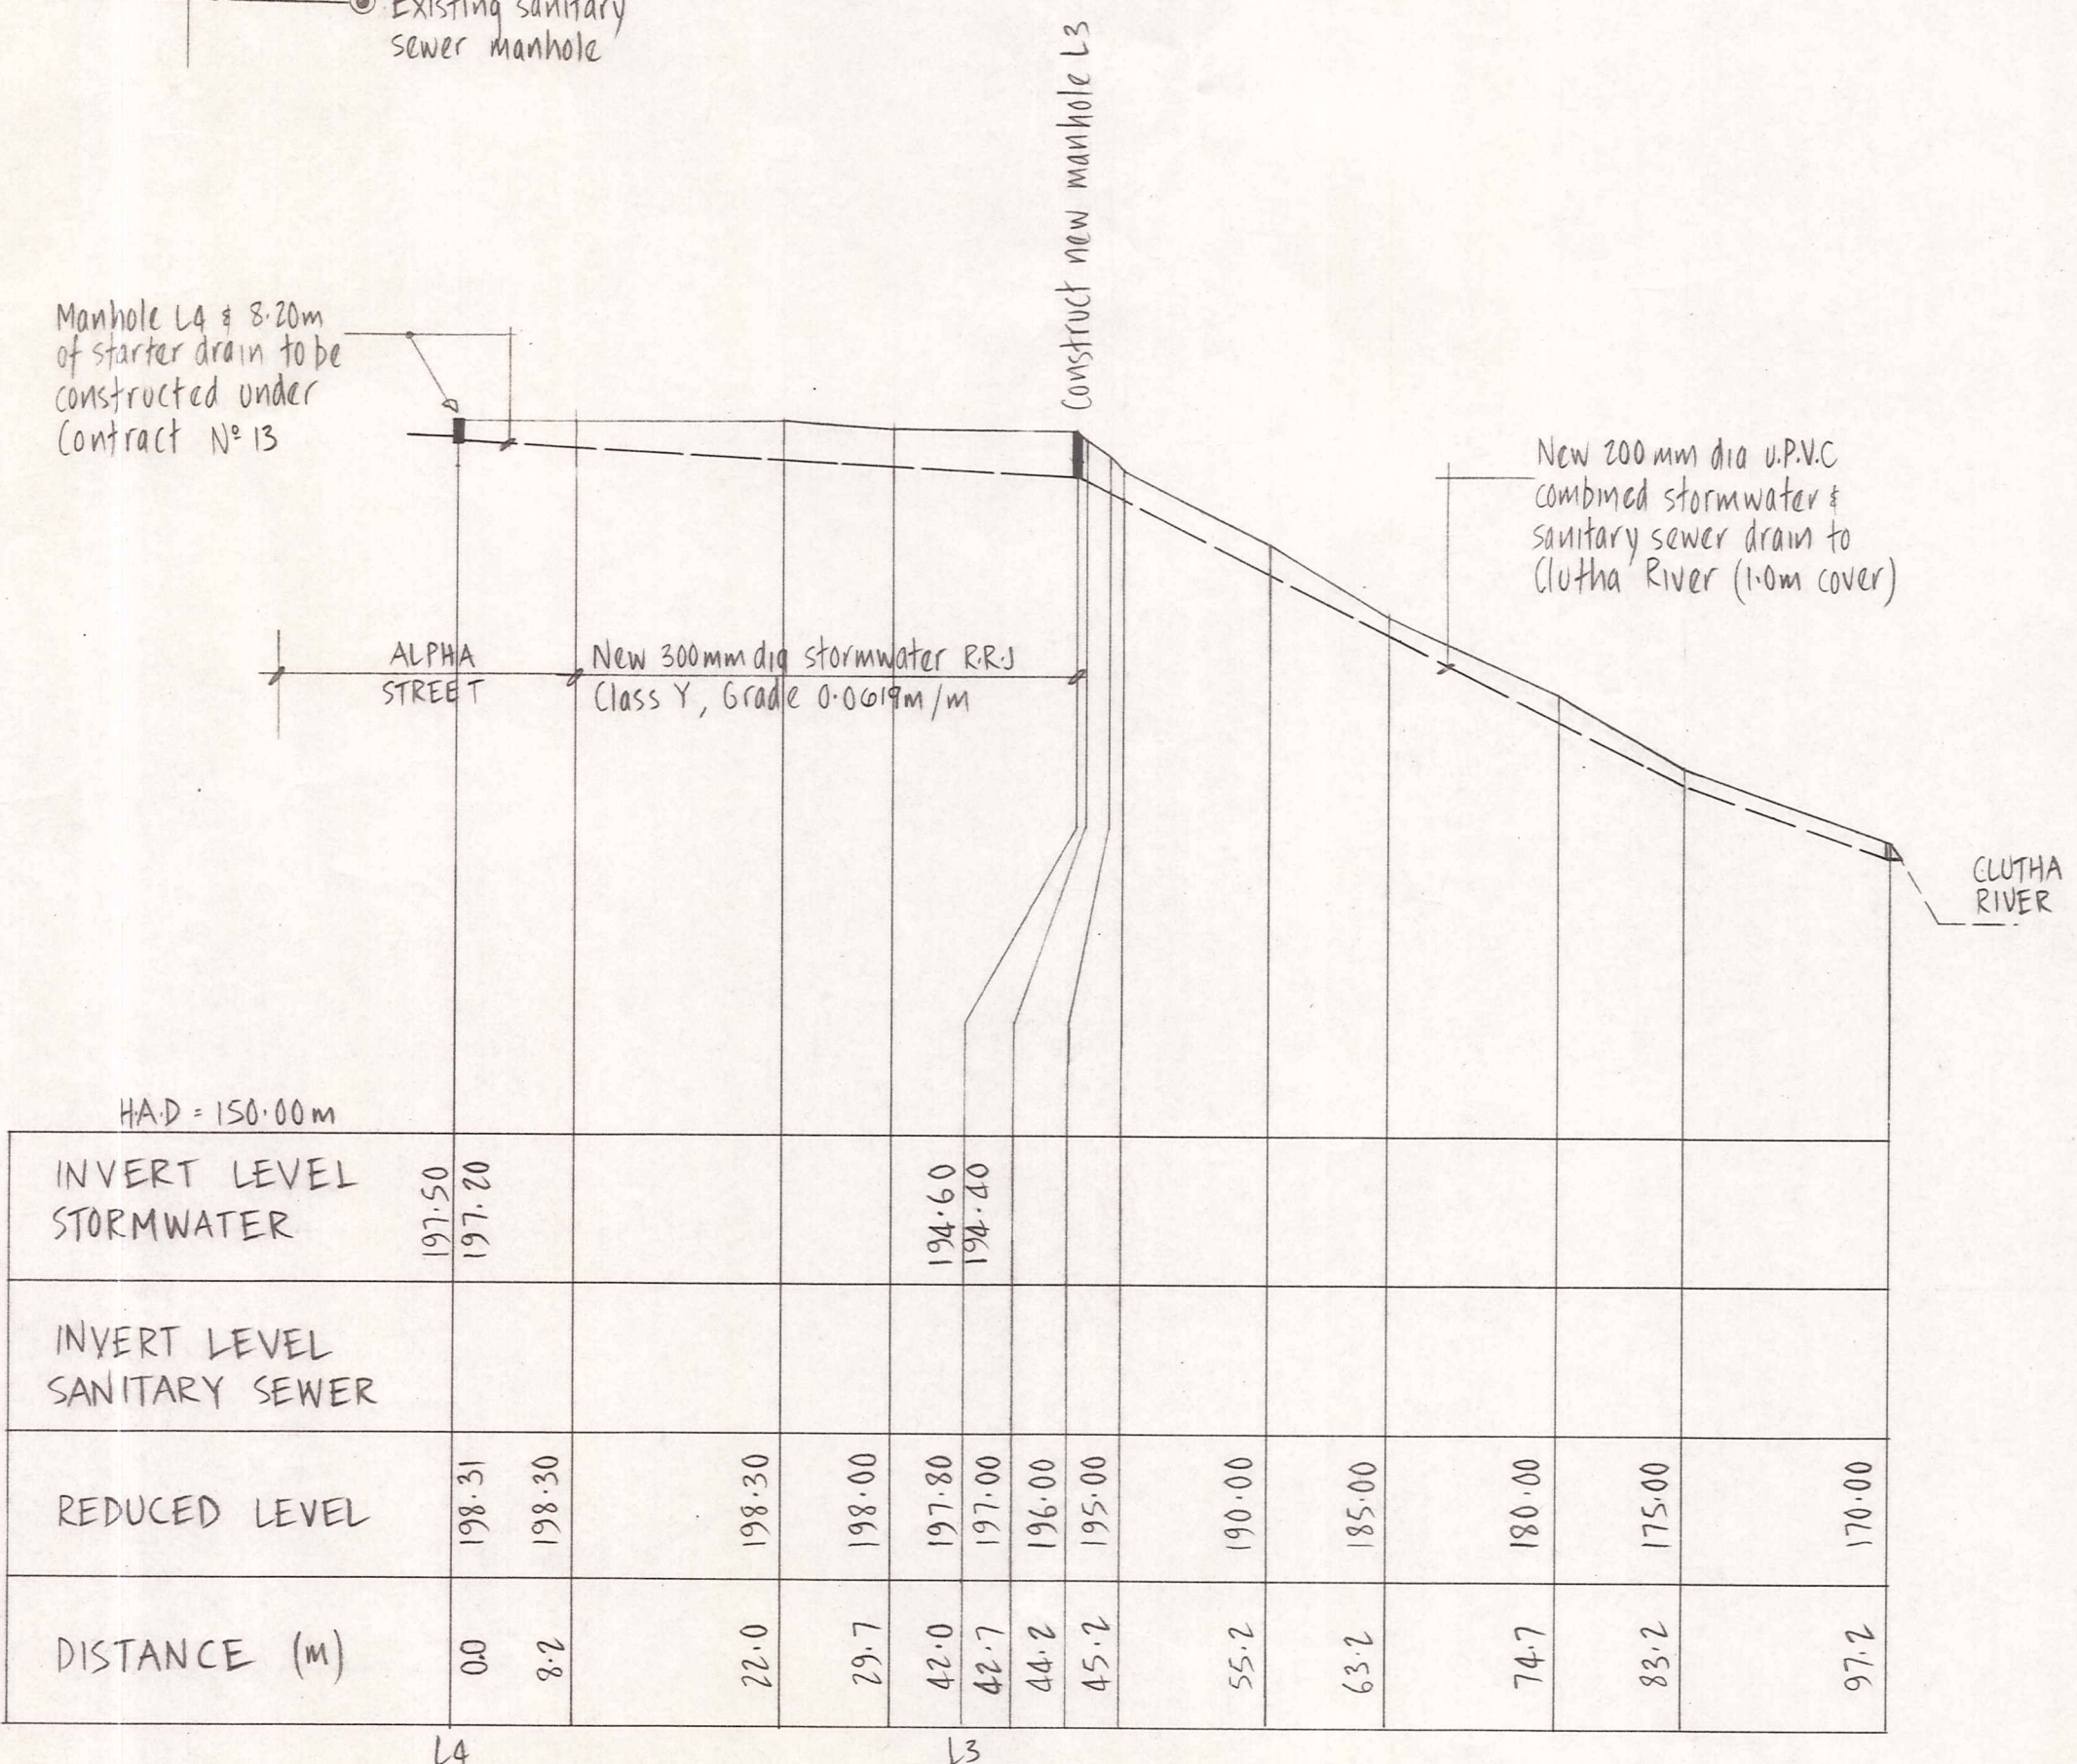 Existing sanitary
sewer manhole
Construct new manhole L3
Manhole L4 & 8.20m
of starter drain to be
constructed under
Contract Nº 13
New 200mm dia U.P.V.C
combined stormwater &
sanitary sewer drain to
Clutha River (1.0m cover)
ALPHA
STREET
New 300mm dia stormwater R.R.J
Class Y, Grade 0.0619m/m
CLUTHA
RIVER
H.A.D = 150.00m
INVERT LEVEL
STORMWATER
197.50 197.20 194.60 194.40
INVERT LEVEL
SANITARY SEWER
REDUCED LEVEL
198.31 198.30 198.30 198.00 197.80 197.00 196.00 195.00 190.00 185.00 180.00 175.00 170.00
DISTANCE (m)
0.0 8.2 22.0 29.7 42.0 42.7 44.2 45.2 55.2 63.2 74.7 83.2 97.2
L4 L3